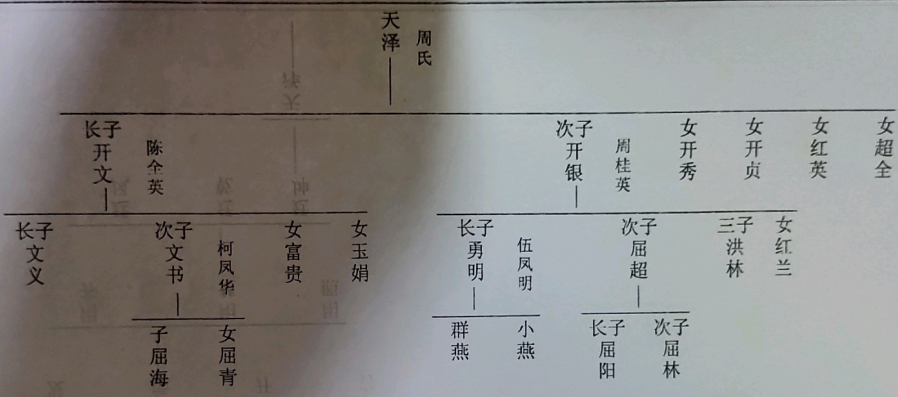 天泽 周氏
长子开文 陈全英 次子开银 周桂英 女开秀 女开贞 女红英 女超全
长子文义 次子文书 柯凤华 女富贵 女玉娟 长子勇明 伍凤明 次子屈超 三子洪林 女红兰
子屈海 女屈青 群燕 小燕 长子屈阳 次子屈林